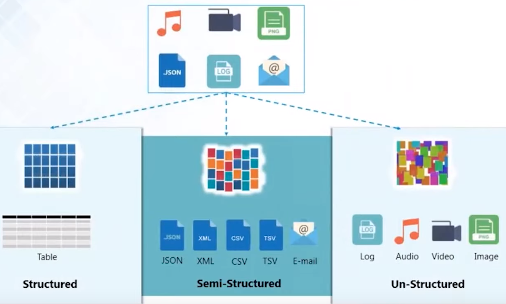 PNG
.JSON
LOG
@
JSON
XML
CSV
TSV
@
LOG
PNG
Table
JSON
XML
CSV
TSV
E-mail
Log
Audio
Video
Image
Structured
Semi-Structured
Un-Structured